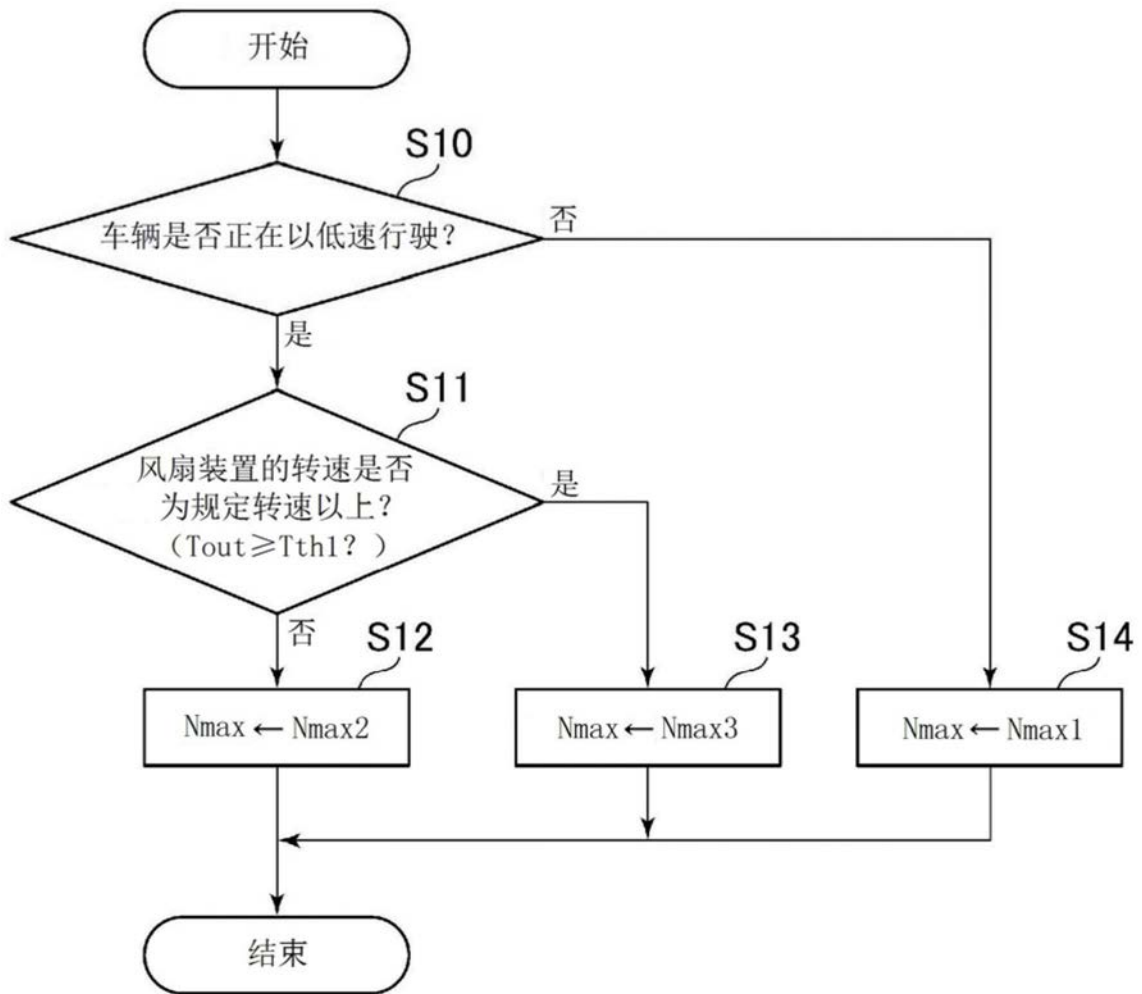 开始
S10
车辆是否正在以低速行驶？
否
是
S11
风扇装置的转速是否
为规定转速以上？
（Tout≥Tth1？）
是
否
S12
S13
S14
Nmax←Nmax2
Nmax←Nmax3
Nmax←Nmax1
结束